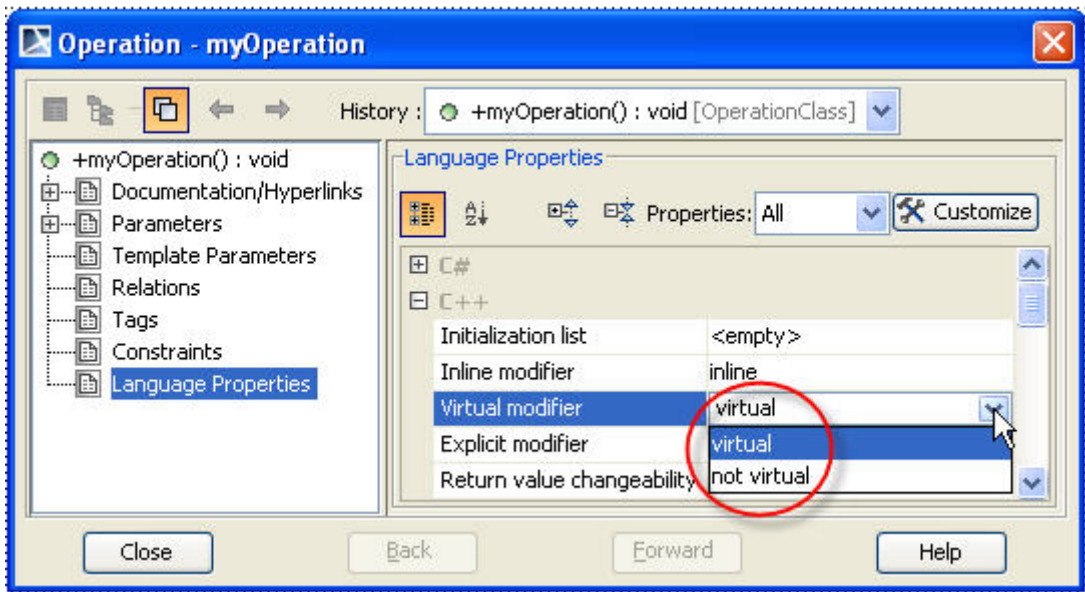 Operation - myOperation
History : +myOperation() : void [OperationClass]
+myOperation() : void
Documentation/Hyperlinks
Parameters
Template Parameters
Relations
Tags
Constraints
Language Properties
Language Properties
Properties: All Customize
C#
C++
Initialization list <empty>
Inline modifier inline
Virtual modifier virtual
Explicit modifier virtual
Return value changeability not virtual
Close Back Forward Help